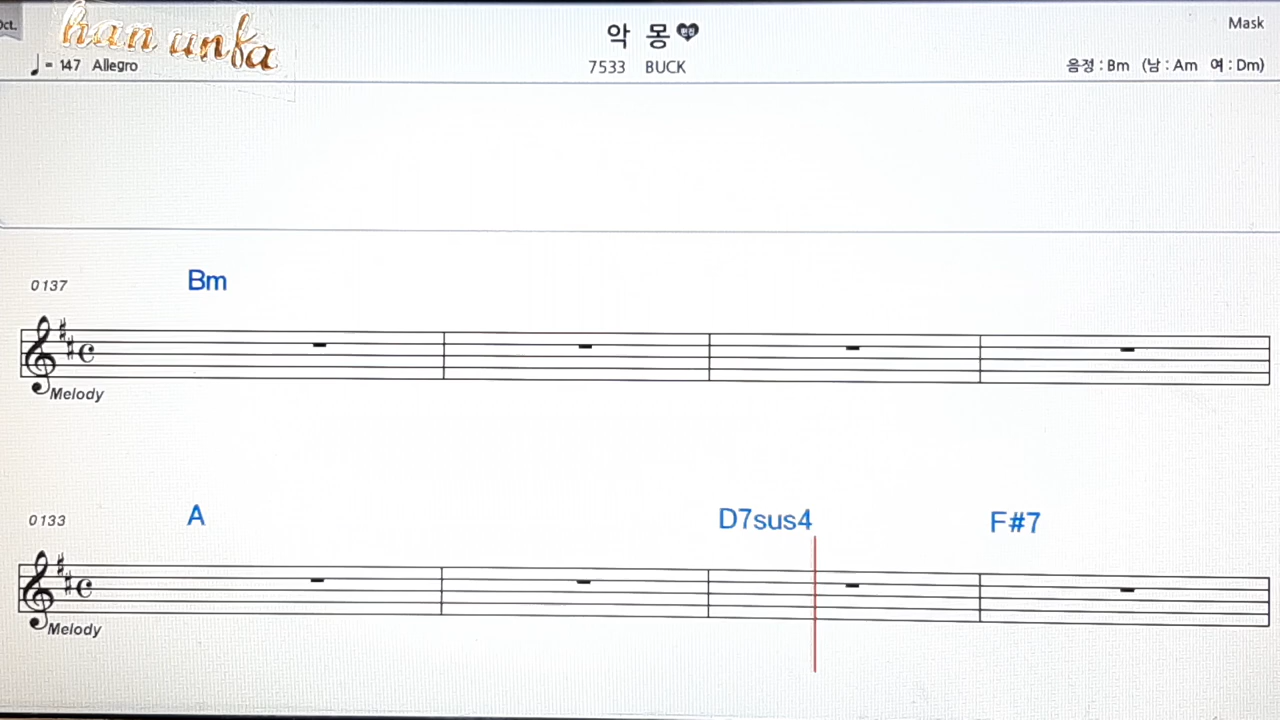 Oct.
han unfa
악 몽
Mask
♩ = 147 Allegro
7533 BUCK
음정 : Bm (남 : Am 여 : Dm)
0137 Bm
Melody
0133 A D7sus4 F#7
Melody